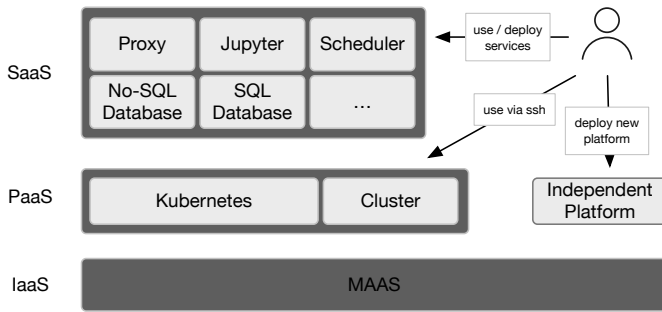 SaaS
Proxy
Jupyter
Scheduler
No-SQL
Database
SQL
Database
...
use / deploy
services
use via ssh
deploy new
platform
PaaS
Kubernetes
Cluster
Independent
Platform
IaaS
MAAS